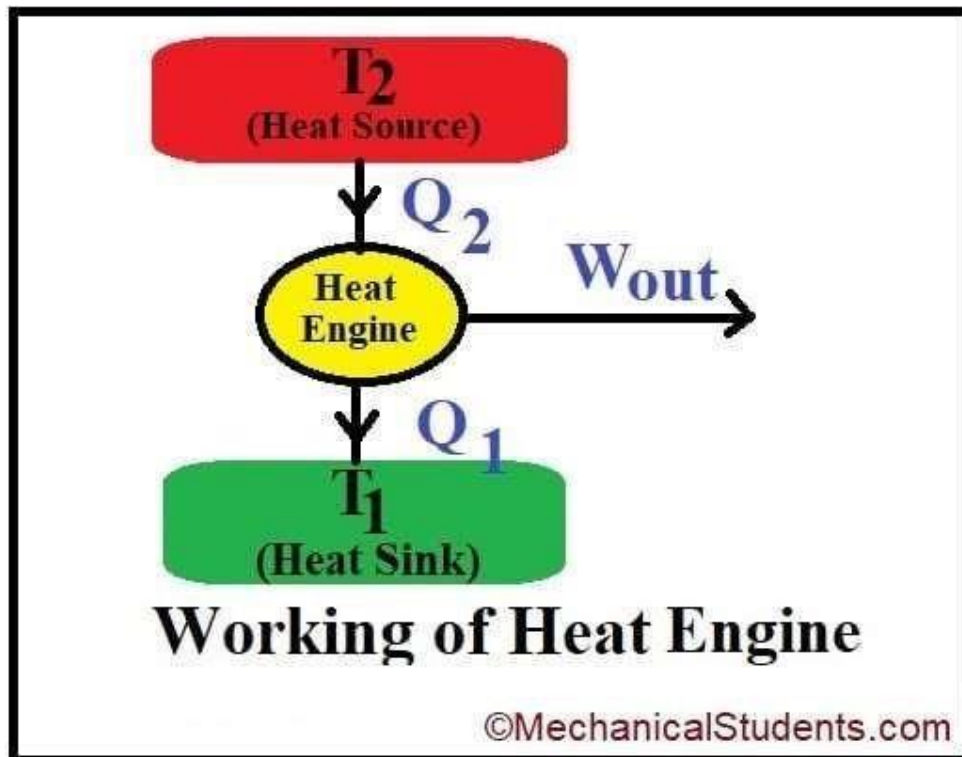 T2
(Heat Source)
Q2
Wout
Heat
Engine
Q1
T1
(Heat Sink)
Working of Heat Engine
©MechanicalStudents.com